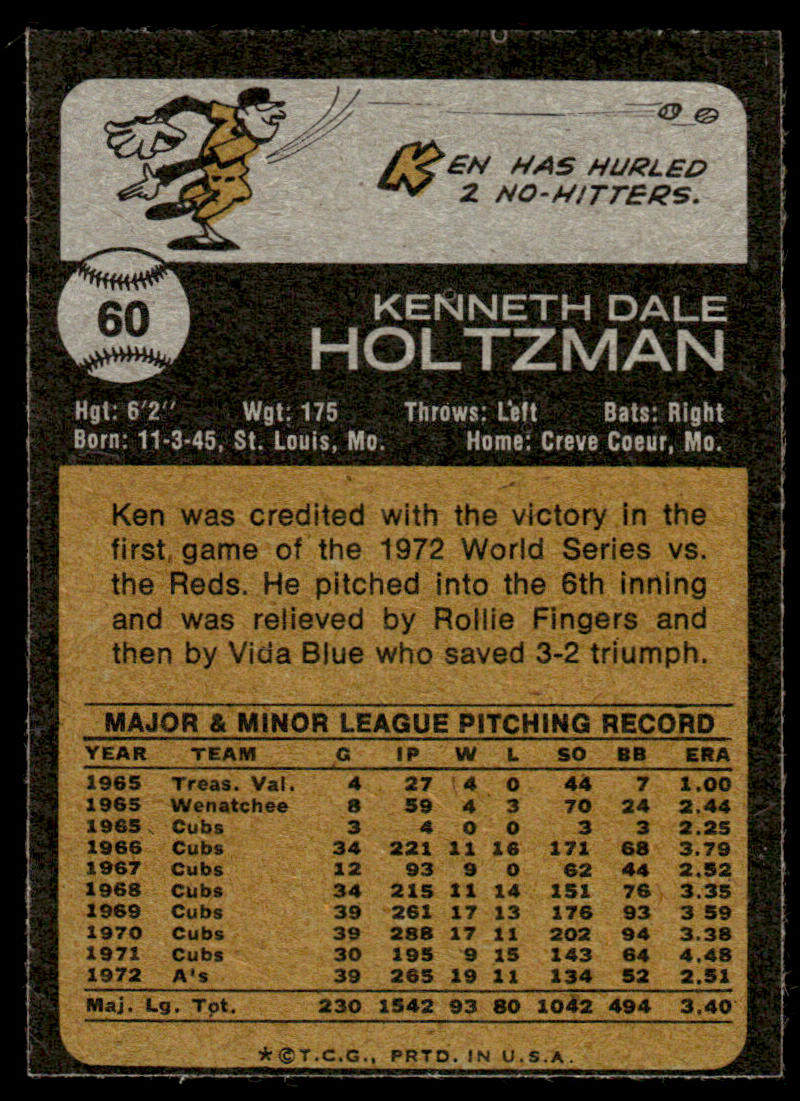 KEN HAS HURLED
2 NO-HITTERS.
60
KENNETH DALE
HOLTZMAN
Hgt: 6'2" Wgt: 175 Throws: Left Bats: Right
Born: 11-3-45, St. Louis, Mo. Home: Creve Coeur, Mo.
Ken was credited with the victory in the
first game of the 1972 World Series vs.
the Reds. He pitched into the 6th inning
and was relieved by Rollie Fingers and
then by Vida Blue who saved 3-2 triumph.
MAJOR & MINOR LEAGUE PITCHING RECORD
YEAR TEAM G IP W L SO BB ERA
1965 Treas. Val. 4 27 4 0 44 7 1.00
1965 Wenatchee 8 59 4 3 70 24 2.44
1965 Cubs 3 4 0 0 3 3 2.25
1966 Cubs 34 221 11 16 171 68 3.79
1967 Cubs 12 93 9 0 62 44 2.52
1968 Cubs 34 215 11 14 151 76 3.35
1969 Cubs 39 261 17 13 176 93 3 59
1970 Cubs 39 288 17 11 202 94 3.38
1971 Cubs 30 195 9 15 143 64 4.48
1972 A's 39 265 19 11 134 52 2.51
Maj. Lg. Tot. 230 1542 93 80 1042 494 3.40
*©T.C.G., PRTD. IN U.S.A.